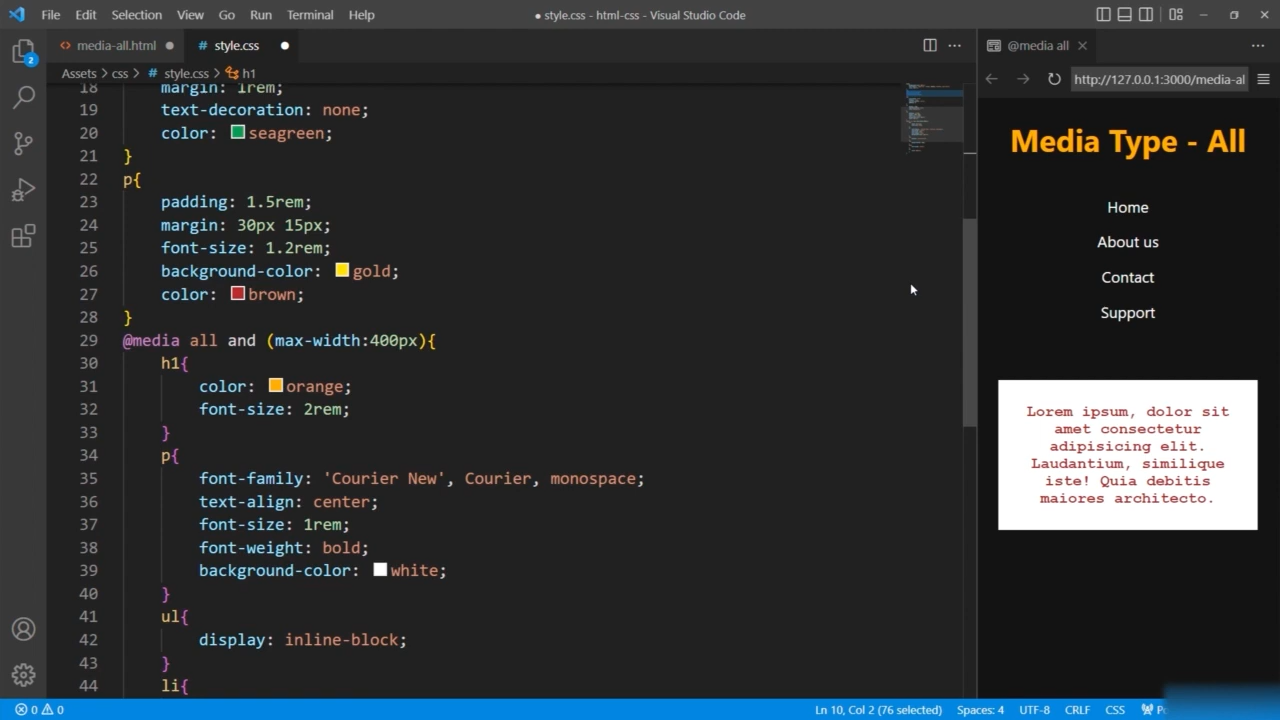 File Edit Selection View Go Run Terminal Help ● style.css - html-css - Visual Studio Code
media-all.html style.css
Assets > css > # style.css > h1
18 margin: 1rem;
19 text-decoration: none;
20 color: seagreen;
21 }
22 p{
23 padding: 1.5rem;
24 margin: 30px 15px;
25 font-size: 1.2rem;
26 background-color: gold;
27 color: brown;
28 }
29 @media all and (max-width:400px){
30 h1{
31 color: orange;
32 font-size: 2rem;
33 }
34 p{
35 font-family: 'Courier New', Courier, monospace;
36 text-align: center;
37 font-size: 1rem;
38 font-weight: bold;
39 background-color: white;
40 }
41 ul{
42 display: inline-block;
43 }
44 li{
@media all
http://127.0.0.1:3000/media-al
Media Type - All
Home
About us
Contact
Support
Lorem ipsum, dolor sit
amet consectetur
adipisicing elit.
Laudantium, similique
iste! Quia debitis
maiores architecto.
2
0 0 Ln 10, Col 2 (76 selected) Spaces: 4 UTF-8 CRLF CSS